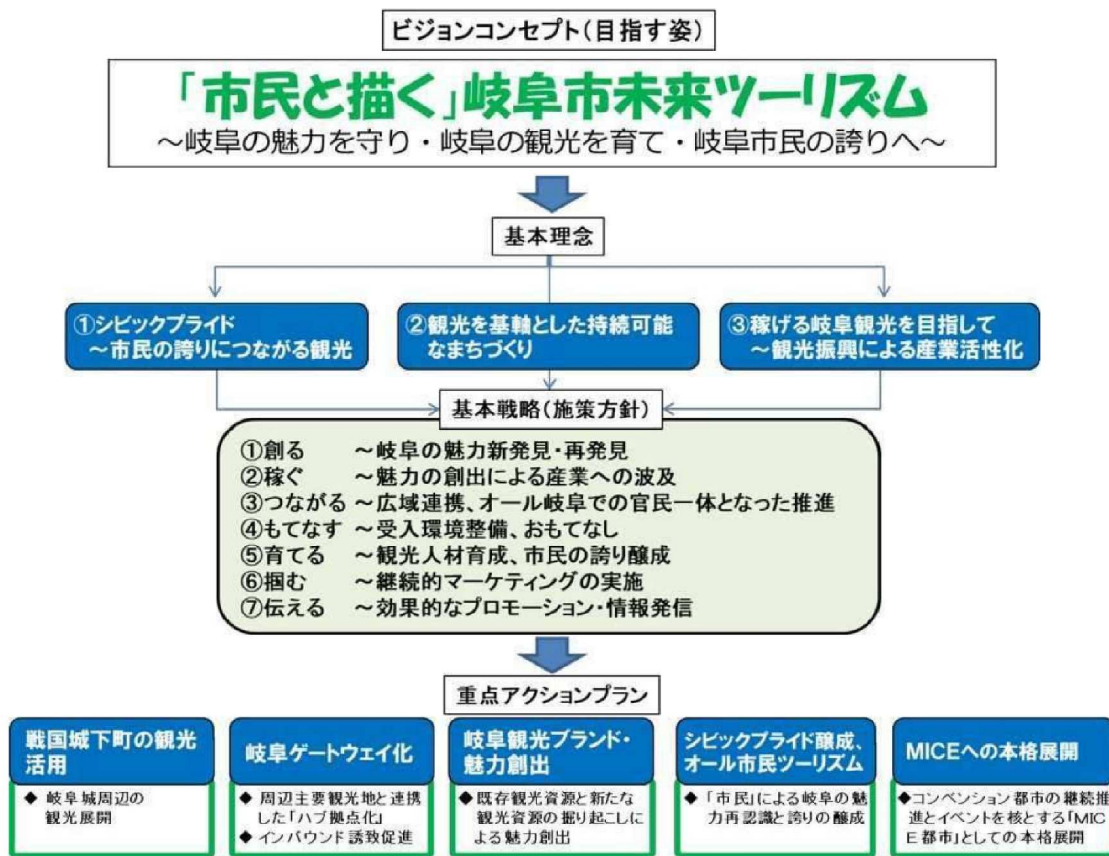 ビジョンコンセプト(目指す姿)
「市民と描く」岐阜市未来ツーリズム
～岐阜の魅力を守り・岐阜の観光を育て・岐阜市民の誇りへ～
基本理念
①シビックプライド
～市民の誇りにつながる観光
②観光を基軸とした持続可能
なまちづくり
③稼げる岐阜観光を目指して
～観光振興による産業活性化
基本戦略(施策方針)
①創る ～岐阜の魅力新発見・再発見
②稼ぐ ～魅力の創出による産業への波及
③つながる ～広域連携、オール岐阜での官民一体となった推進
④もてなす ～受入環境整備、おもてなし
⑤育てる ～観光人材育成、市民の誇り醸成
⑥掴む ～継続的マーケティングの実施
⑦伝える ～効果的なプロモーション・情報発信
重点アクションプラン
戦国城下町の観光
活用
◆ 岐阜城周辺の
観光展開
岐阜ゲートウェイ化
◆ 周辺主要観光地と連携
した「ハブ拠点化」
◆ インバウンド誘致促進
岐阜観光ブランド・
魅力創出
◆ 既存観光資源と新たな
観光資源の掘り起こしに
よる魅力創出
シビックプライド醸成、
オール市民ツーリズム
◆ 「市民」による岐阜の魅
力再認識と誇りの醸成
MICEへの本格展開
◆コンベンション都市の継続推
進とイベントを核とする「MIC
E都市」としての本格展開